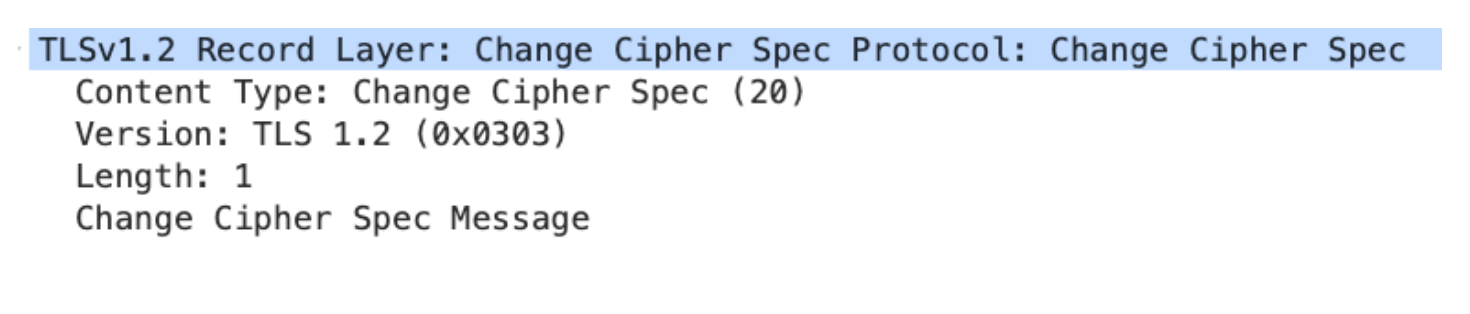 TLSv1.2 Record Layer: Change Cipher Spec Protocol: Change Cipher Spec
Content Type: Change Cipher Spec (20)
Version: TLS 1.2 (0x0303)
Length: 1
Change Cipher Spec Message